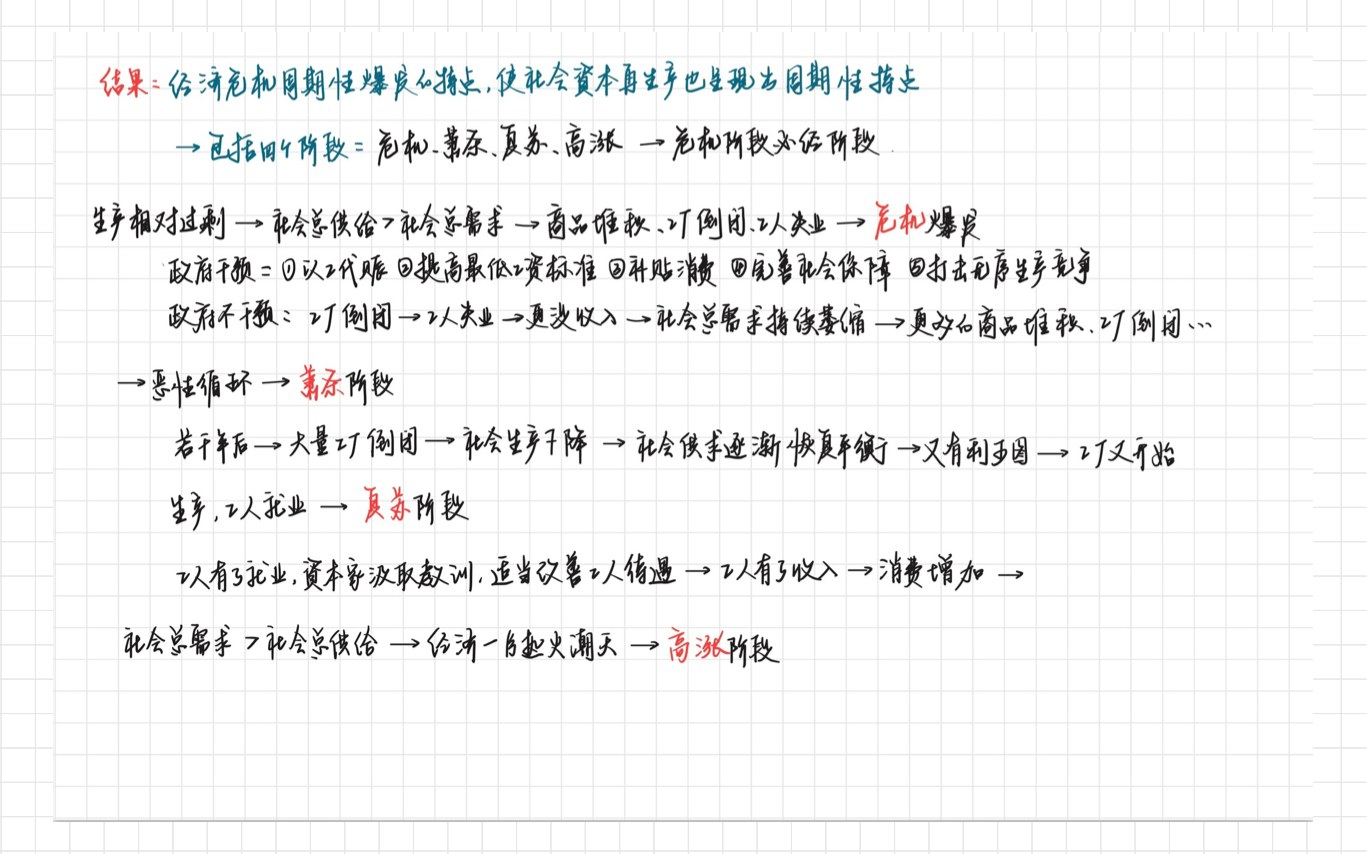 结果：经济危机周期性爆发的特点，使社会资本再生产也呈现出周期性特点
→包括四个阶段：危机、萧条、复苏、高涨 → 危机阶段必经阶段
生产相对过剩 → 社会总供给 > 社会总需求 → 商品堆积、工厂倒闭、工人失业 → 危机爆发
政府干预：①以工代赈 ②提高最低工资标准 ③补贴消费 ④完善社会保障 ⑤打击无序生产竞争
政府不干预：工厂倒闭 → 工人失业 → 更没收入 → 社会总需求持续萎缩 → 更多的商品堆积、工厂倒闭…
→ 恶性循环 → 萧条阶段
若干年后 → 大量工厂倒闭 → 社会生产下降 → 社会供求逐渐恢复平衡 → 又有利可图 → 工厂又开始
生产，工人就业 → 复苏阶段
工人有了就业，资本家汲取教训，适当改善工人待遇 → 工人有了收入 → 消费增加 →
社会总需求 > 社会总供给 → 经济一片热火潮天 → 高涨阶段